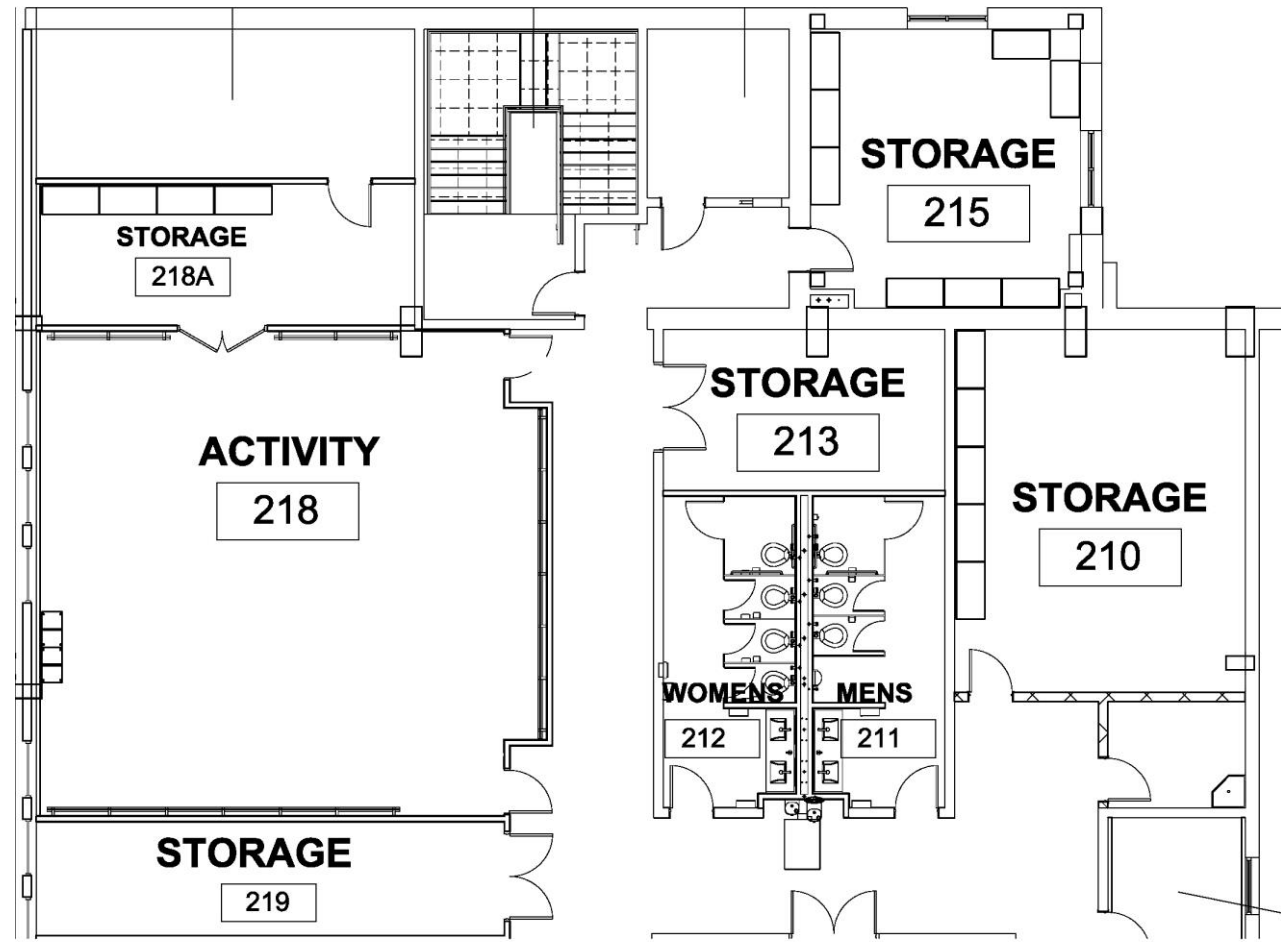 STORAGE
215
STORAGE
218A
STORAGE
213
ACTIVITY
218
STORAGE
210
WOMENS
212
MENS
211
STORAGE
219